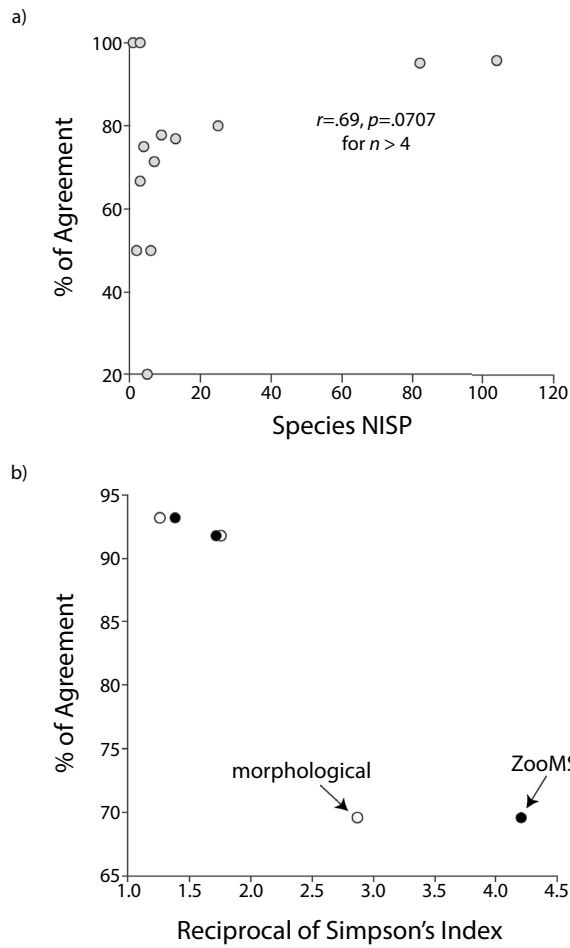 a)
100
80
60
40
20
% of Agreement
r=.69, p=.0707
for n > 4
0 20 40 60 80 100 120
Species NISP
b)
95
90
85
80
75
70
65
% of Agreement
morphological
ZooMS
1.0 1.5 2.0 2.5 3.0 3.5 4.0 4.5
Reciprocal of Simpson's Index